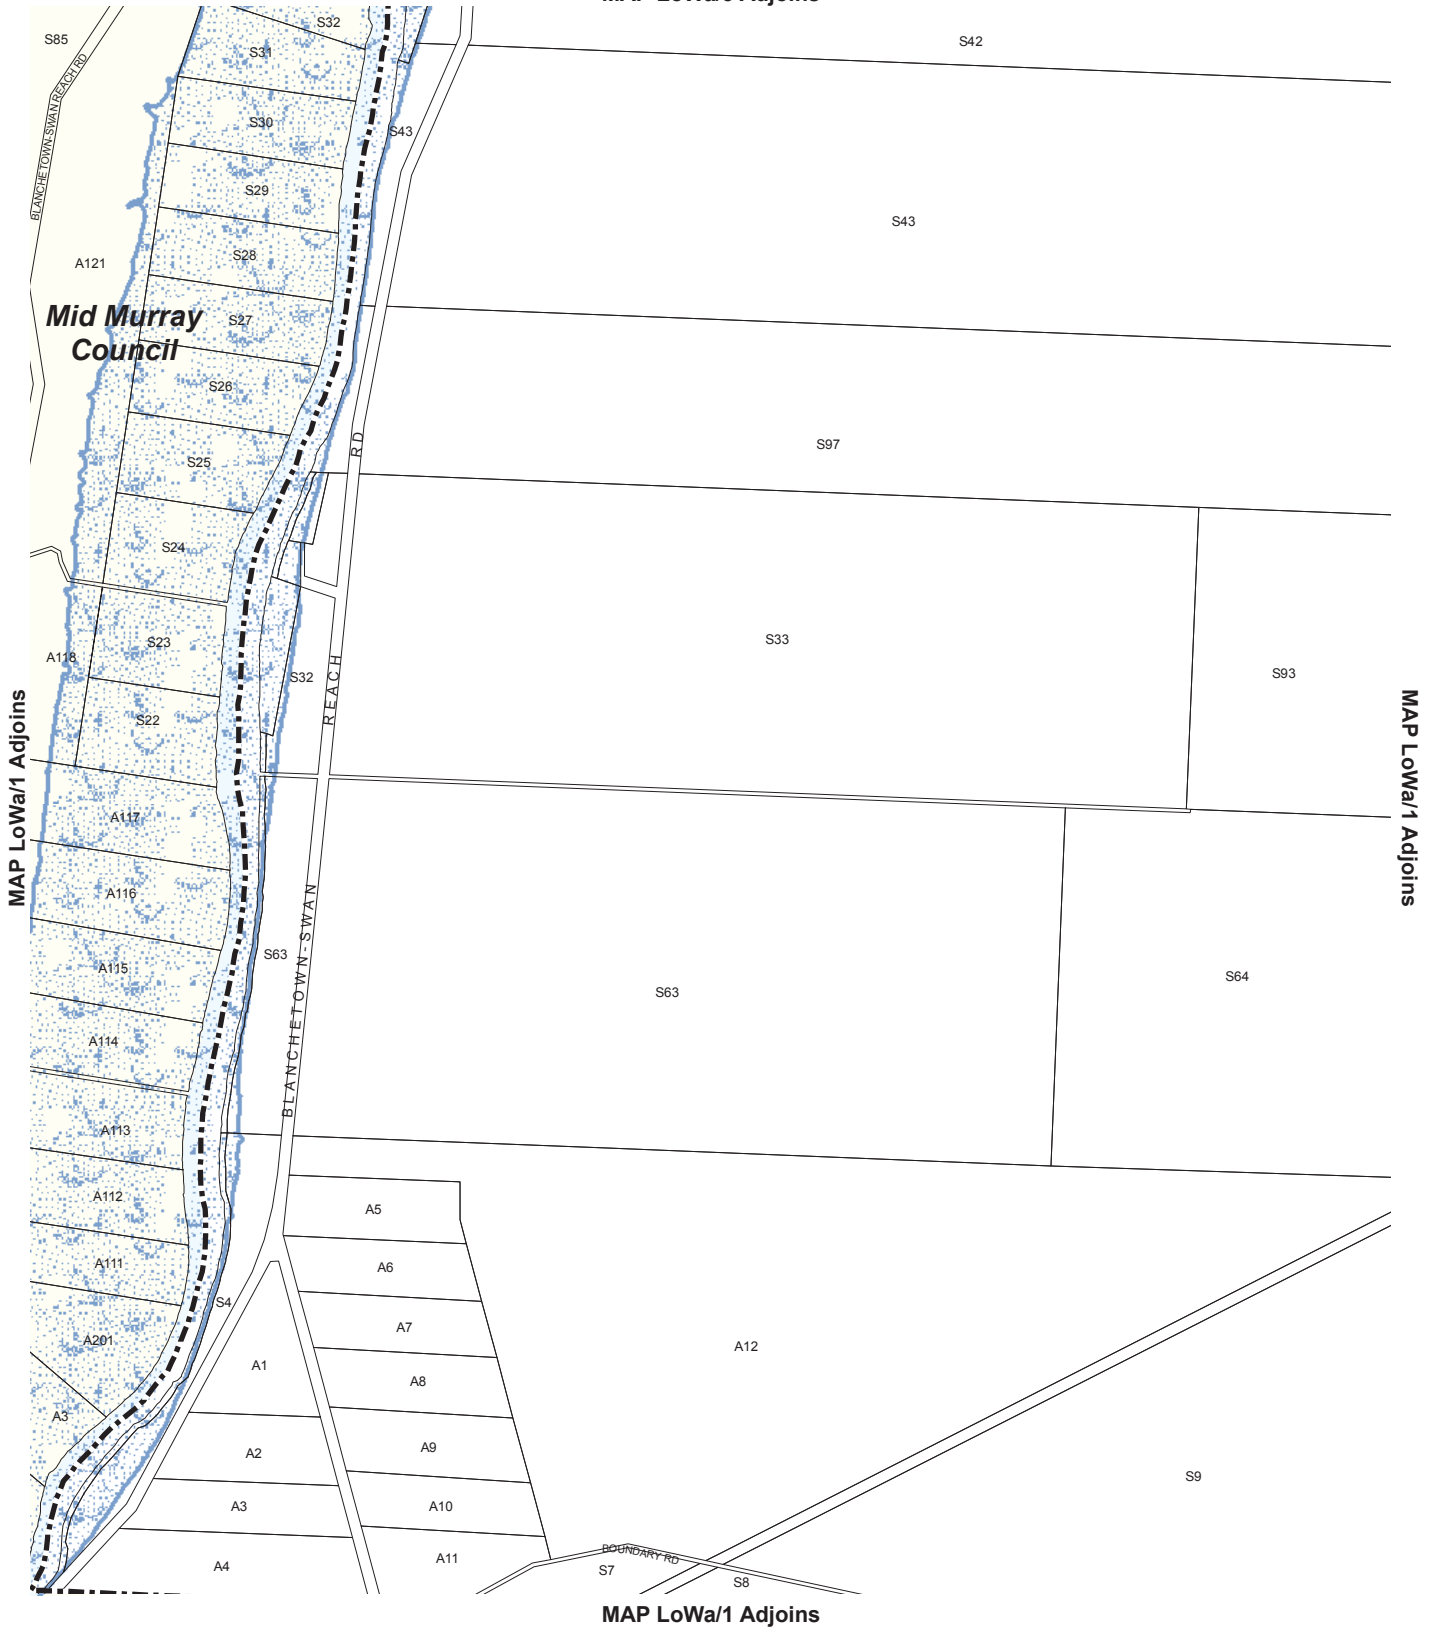 S85
S32
S42
S31
BLANCHETOWN-SWAN REACH RD
S30
S43
S29
S43
S28
A121
Mid Murray
Council
S27
S26
RD
S97
S25
S24
S23
S33
A118
S32
REACH
S93
S22
MAP LoWa/1 Adjoins
MAP LoWa/1 Adjoins
A117
A116
BLANCHETOWN-SWAN
S63
A115
S63
S64
A114
A113
A112
A5
A111
A6
S4
A7
A201
A12
A1
A8
A3
A9
A2
S9
A3
A10
A4
A11
BOUNDARY RD
S7
S8
MAP LoWa/1 Adjoins